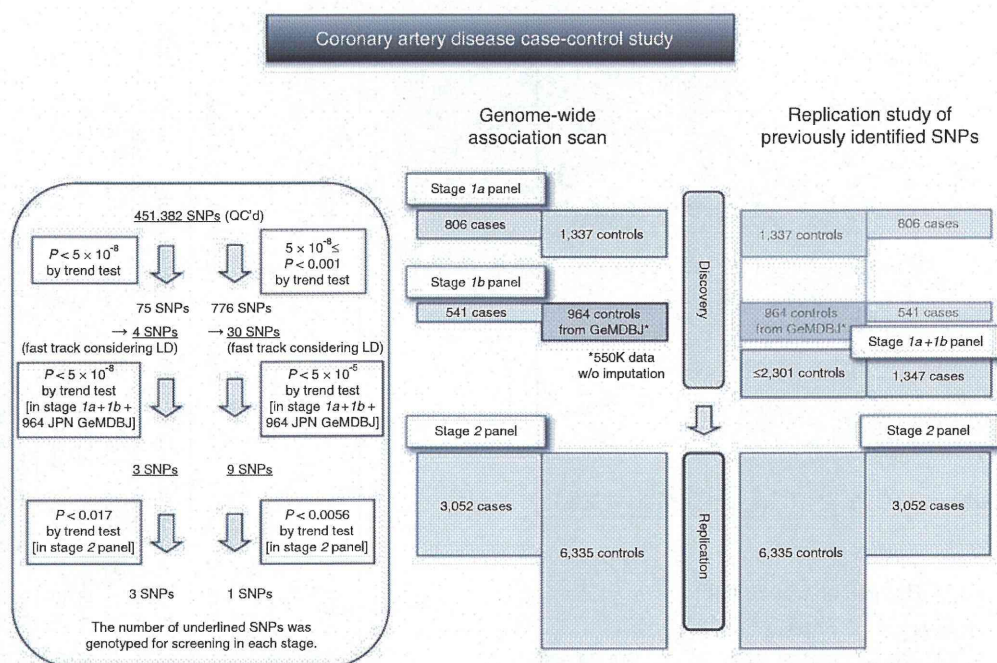 Coronary artery disease case-control study
Genome-wide
association scan
Replication study of
previously identified SNPs
451.382 SNPs (QC'd)
P < 5 × 10⁻⁸
by trend test
5 × 10⁻⁸ ≤
P < 0.001
by trend test
75 SNPs
776 SNPs
→ 4 SNPs
(fast track considering LD)
→ 30 SNPs
(fast track considering LD)
P < 5 × 10⁻⁸
by trend test
[in stage 1a+1b +
964 JPN GeMDBJ]
P < 5 × 10⁻⁵
by trend test
[in stage 1a+1b +
964 JPN GeMDBJ]
3 SNPs
9 SNPs
P < 0.017
by trend test
[in stage 2 panel]
P < 0.0056
by trend test
[in stage 2 panel]
3 SNPs
1 SNPs
The number of underlined SNPs was
genotyped for screening in each stage.
Stage 1a panel
806 cases
1,337 controls
Stage 1b panel
541 cases
964 controls
from GeMDBJ*
*550K data
w/o imputation
Stage 2 panel
3,052 cases
6,335 controls
Discovery
Replication
1,337 controls
806 cases
964 controls
from GeMDBJ*
541 cases
Stage 1a+1b panel
≤2,301 controls
1,347 cases
Stage 2 panel
3,052 cases
6,335 controls